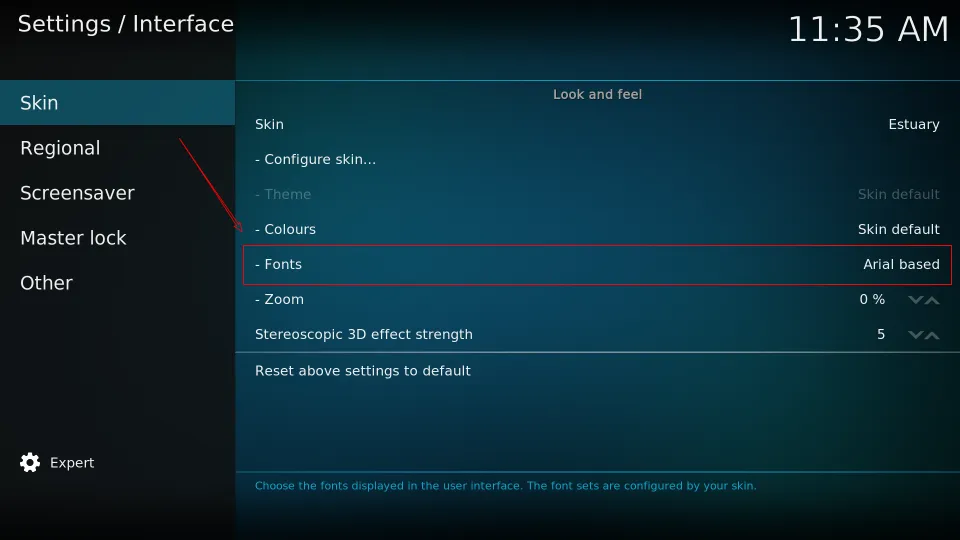 Settings / Interface
11:35 AM
Skin
Regional
Screensaver
Master lock
Other
Expert
Look and feel
Skin Estuary
- Configure skin...
- Theme Skin default
- Colours Skin default
- Fonts Arial based
- Zoom 0 %
Stereoscopic 3D effect strength 5
Reset above settings to default
Choose the fonts displayed in the user interface. The font sets are configured by your skin.